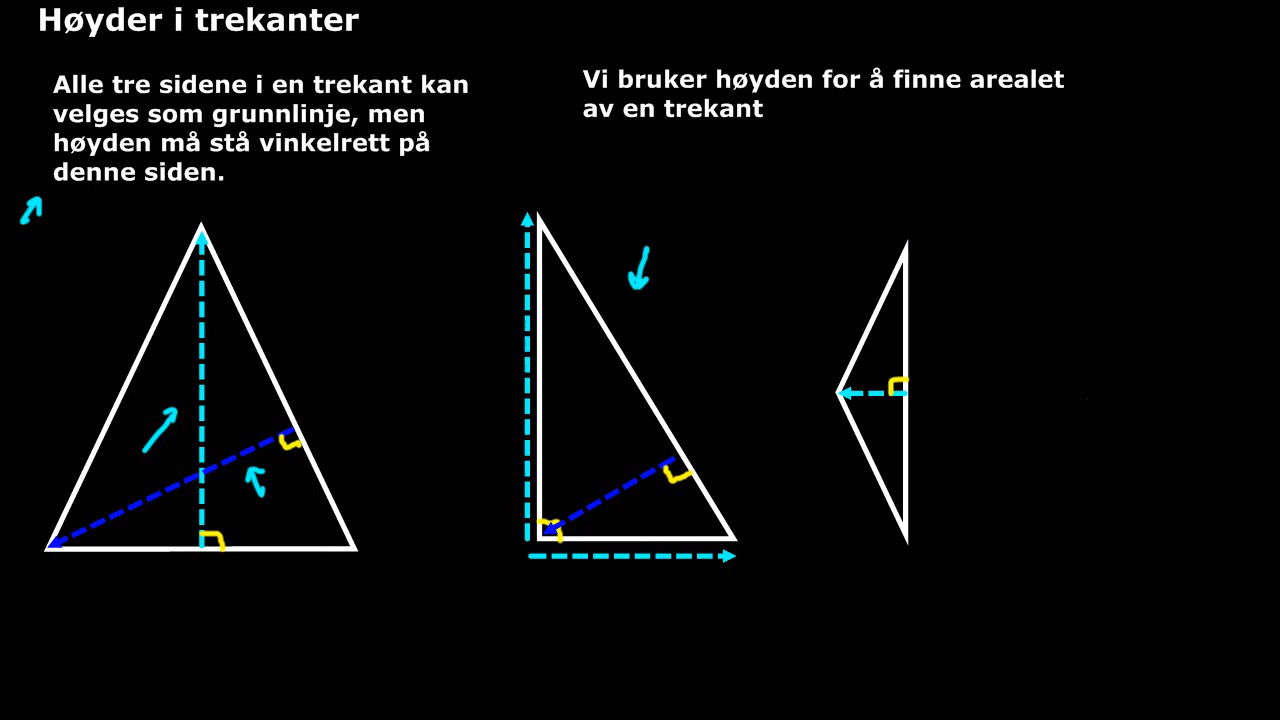 Høyder i trekanter
Alle tre sidene i en trekant kan
velges som grunnlinje, men
høyden må stå vinkelrett på
denne siden.
Vi bruker høyden for å finne arealet
av en trekant